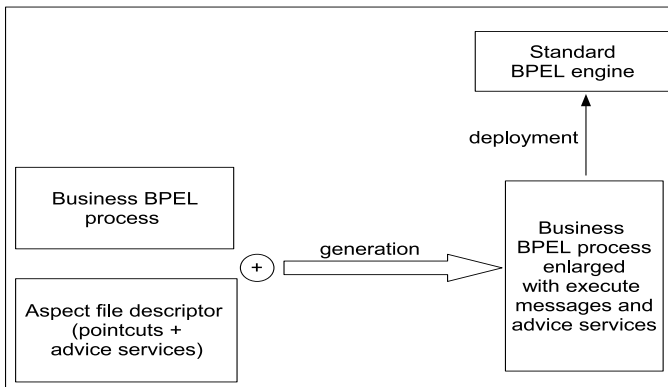 Standard
BPEL engine
deployment
Business BPEL
process
+
generation
Aspect file descriptor
(pointcuts +
advice services)
Business
BPEL process
enlarged
with execute
messages and
advice services